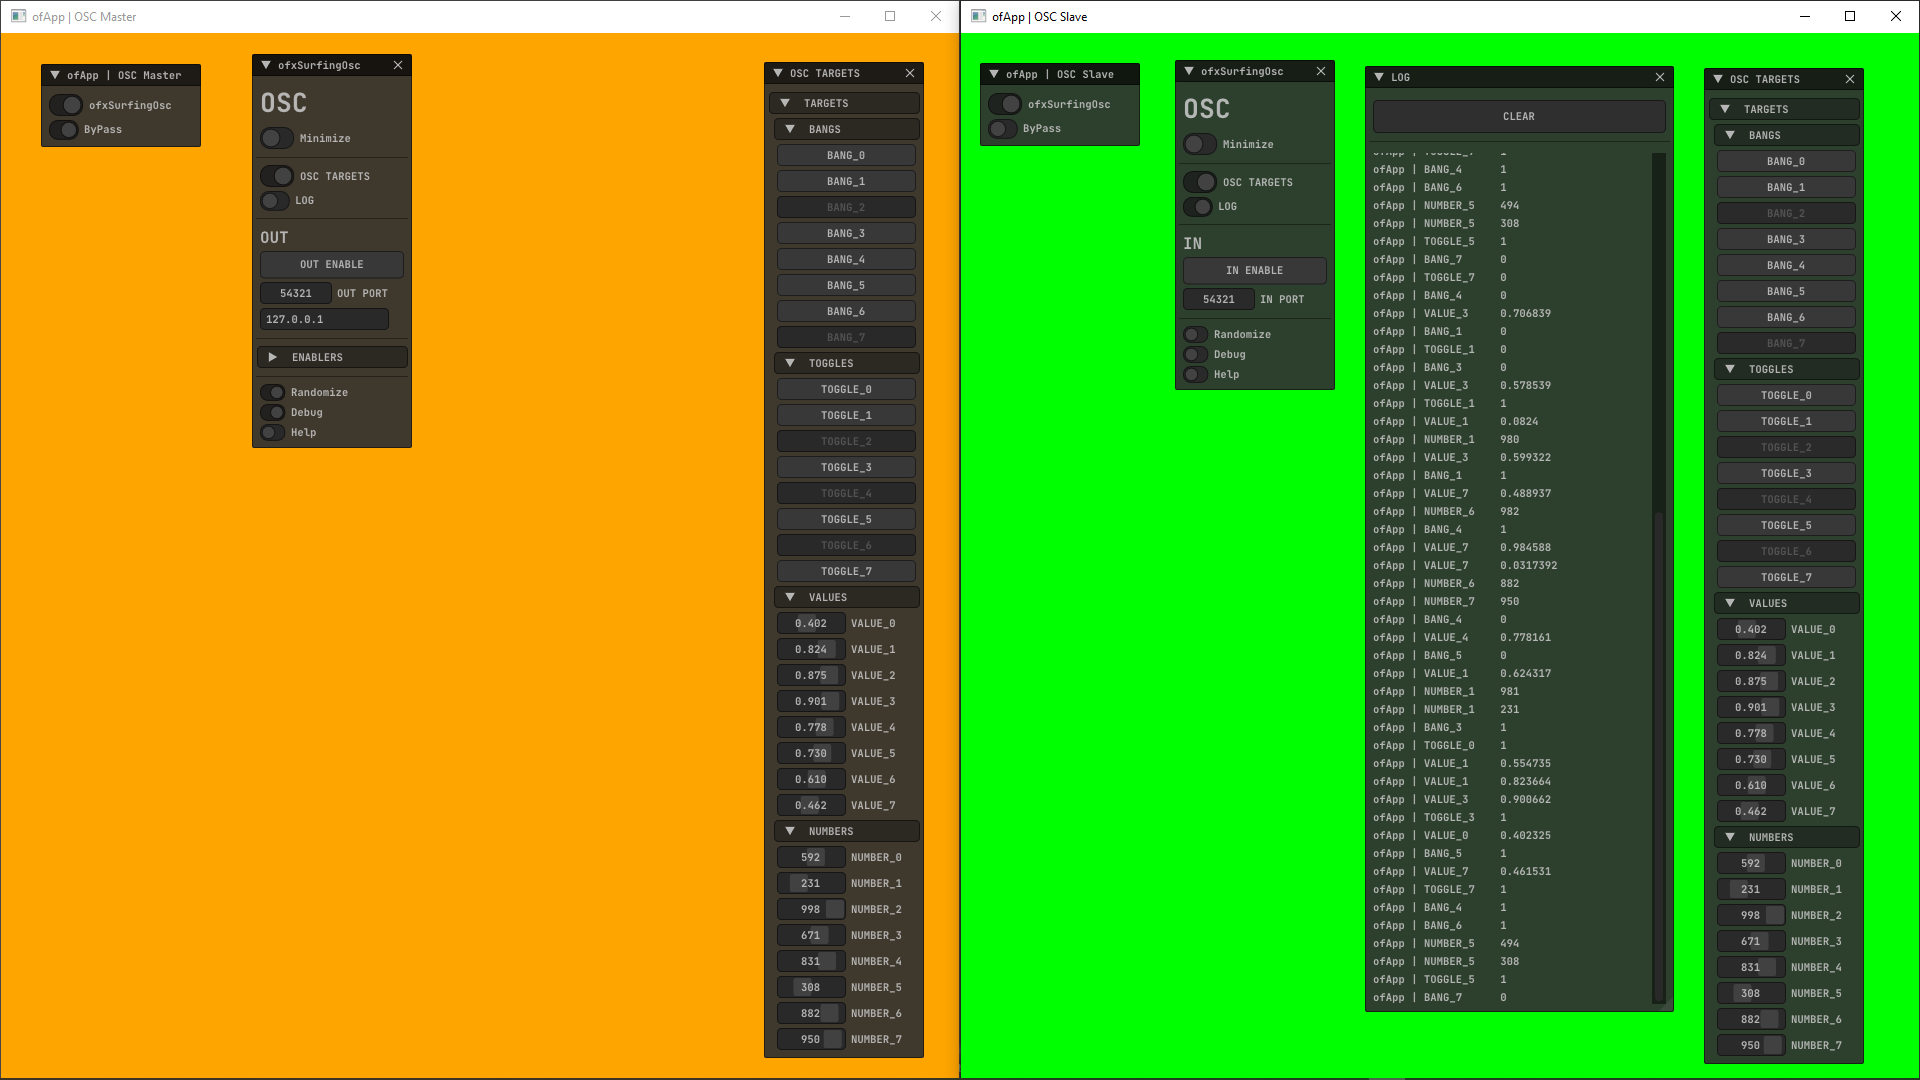 ofApp | OSC Master
ofApp | OSC Master
ofxSurfingOsc
ByPass
ofxSurfingOsc
OSC
Minimize
OSC TARGETS
LOG
OUT
OUT ENABLE
54321 OUT PORT
127.0.0.1
ENABLERS
Randomize
Debug
Help
OSC TARGETS
TARGETS
BANGS
BANG_0
BANG_1
BANG_2
BANG_3
BANG_4
BANG_5
BANG_6
BANG_7
TOGGLES
TOGGLE_0
TOGGLE_1
TOGGLE_2
TOGGLE_3
TOGGLE_4
TOGGLE_5
TOGGLE_6
TOGGLE_7
VALUES
0.402 VALUE_0
0.824 VALUE_1
0.875 VALUE_2
0.901 VALUE_3
0.778 VALUE_4
0.730 VALUE_5
0.610 VALUE_6
0.462 VALUE_7
NUMBERS
592 NUMBER_0
231 NUMBER_1
998 NUMBER_2
671 NUMBER_3
831 NUMBER_4
308 NUMBER_5
882 NUMBER_6
950 NUMBER_7
ofApp | OSC Slave
ofApp | OSC Slave
ofxSurfingOsc
ByPass
ofxSurfingOsc
OSC
Minimize
OSC TARGETS
LOG
IN
IN ENABLE
54321 IN PORT
Randomize
Debug
Help
LOG
CLEAR
ofApp | TOGGLE_7 1
ofApp | BANG_4 1
ofApp | BANG_6 1
ofApp | NUMBER_5 494
ofApp | NUMBER_5 308
ofApp | TOGGLE_5 1
ofApp | BANG_7 0
ofApp | TOGGLE_7 0
ofApp | BANG_4 0
ofApp | VALUE_3 0.706839
ofApp | BANG_1 0
ofApp | TOGGLE_1 0
ofApp | BANG_3 0
ofApp | VALUE_3 0.578539
ofApp | TOGGLE_1 1
ofApp | VALUE_1 0.0824
ofApp | NUMBER_1 980
ofApp | VALUE_3 0.599322
ofApp | BANG_1 1
ofApp | VALUE_7 0.488937
ofApp | NUMBER_6 982
ofApp | BANG_4 1
ofApp | VALUE_7 0.984588
ofApp | VALUE_7 0.0317392
ofApp | NUMBER_6 882
ofApp | NUMBER_7 950
ofApp | BANG_4 0
ofApp | VALUE_4 0.778161
ofApp | BANG_5 0
ofApp | VALUE_1 0.624317
ofApp | NUMBER_1 981
ofApp | NUMBER_1 231
ofApp | BANG_3 1
ofApp | TOGGLE_0 1
ofApp | VALUE_1 0.554735
ofApp | VALUE_1 0.823664
ofApp | VALUE_3 0.900662
ofApp | TOGGLE_3 1
ofApp | VALUE_0 0.402325
ofApp | BANG_5 1
ofApp | VALUE_7 0.461531
ofApp | TOGGLE_7 1
ofApp | BANG_4 1
ofApp | BANG_6 1
ofApp | NUMBER_5 494
ofApp | NUMBER_5 308
ofApp | TOGGLE_5 1
ofApp | BANG_7 0
OSC TARGETS
TARGETS
BANGS
BANG_0
BANG_1
BANG_2
BANG_3
BANG_4
BANG_5
BANG_6
BANG_7
TOGGLES
TOGGLE_0
TOGGLE_1
TOGGLE_2
TOGGLE_3
TOGGLE_4
TOGGLE_5
TOGGLE_6
TOGGLE_7
VALUES
0.402 VALUE_0
0.824 VALUE_1
0.875 VALUE_2
0.901 VALUE_3
0.778 VALUE_4
0.730 VALUE_5
0.610 VALUE_6
0.462 VALUE_7
NUMBERS
592 NUMBER_0
231 NUMBER_1
998 NUMBER_2
671 NUMBER_3
831 NUMBER_4
308 NUMBER_5
882 NUMBER_6
950 NUMBER_7